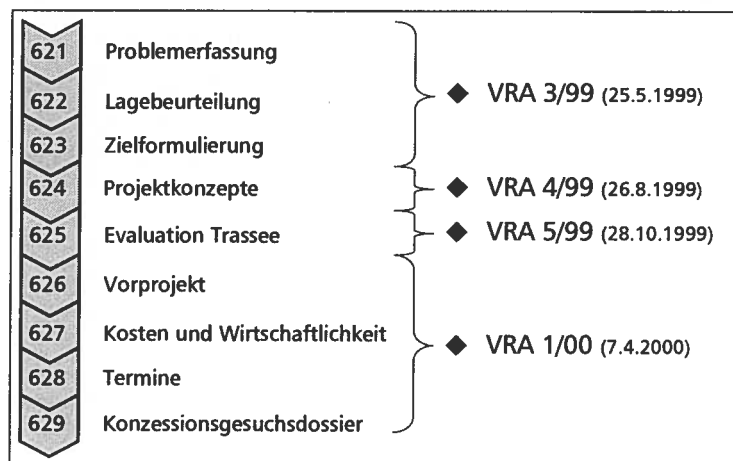 621 Problemerfassung
622 Lagebeurteilung
◆ VRA 3/99 (25.5.1999)
623 Zielformulierung
624 Projektkonzepte
◆ VRA 4/99 (26.8.1999)
625 Evaluation Trassee
◆ VRA 5/99 (28.10.1999)
626 Vorprojekt
627 Kosten und Wirtschaftlichkeit
◆ VRA 1/00 (7.4.2000)
628 Termine
629 Konzessionsgesuchsdossier